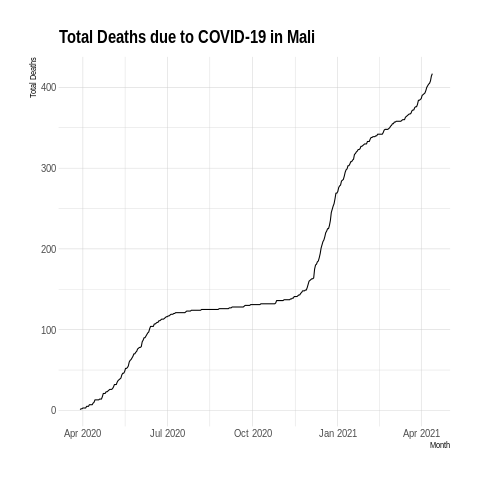 Total Deaths due to COVID-19 in Mali
Total Deaths
400
300
200
100
0
Apr 2020 Jul 2020 Oct 2020 Jan 2021 Apr 2021
Month